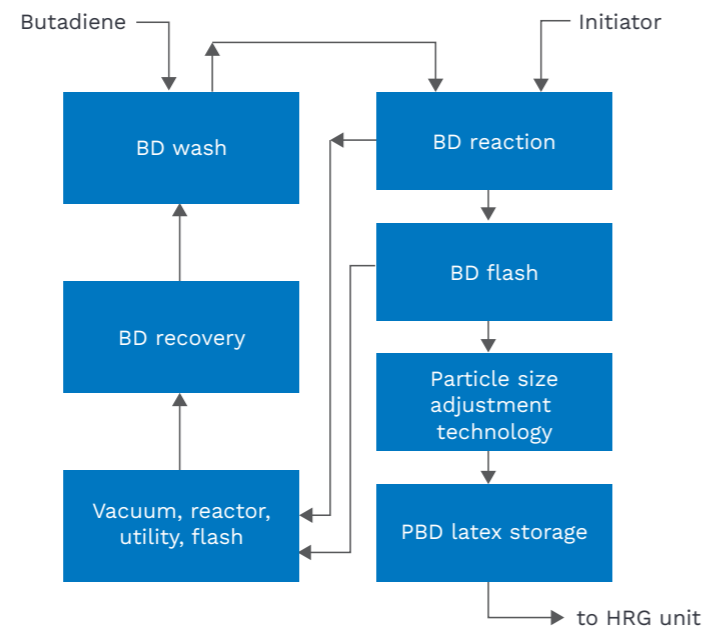 Butadiene
Initiator
BD wash
BD reaction
BD flash
BD recovery
Particle size
adjustment
technology
Vacuum, reactor,
utility, flash
PBD latex storage
to HRG unit